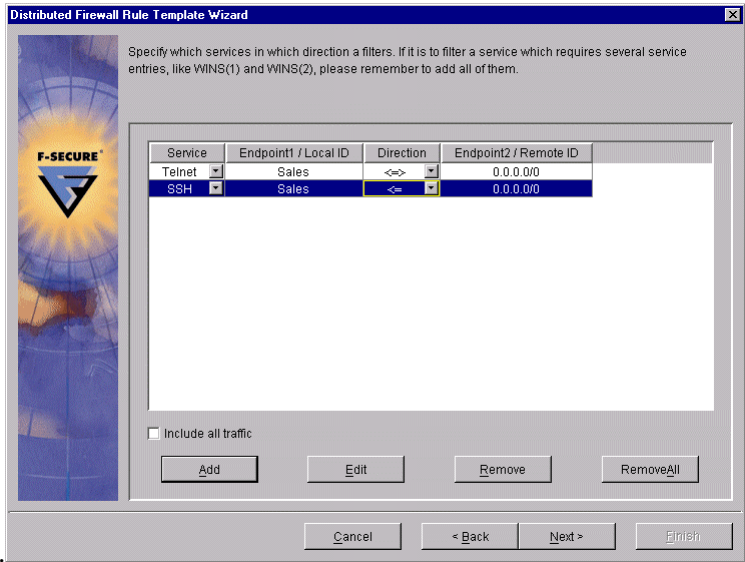 Distributed Firewall Rule Template Wizard
Specify which services in which direction a filters. If it is to filter a service which requires several service
entries, like WINS(1) and WINS(2), please remember to add all of them.
F-SECURE®
Service Endpoint1 / Local ID Direction Endpoint2 / Remote ID
Telnet Sales <=> 0.0.0.0/0
SSH Sales <= 0.0.0.0/0
Include all traffic
Add Edit Remove RemoveAll
Cancel < Back Next > Finish
.